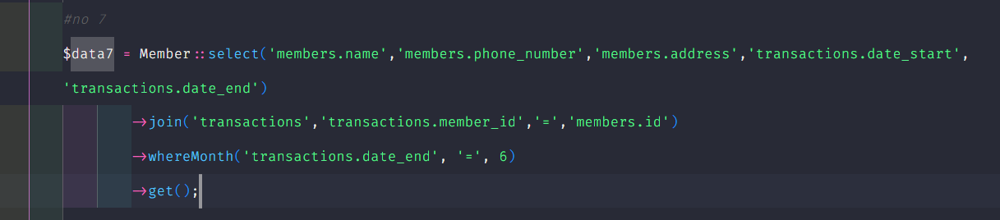 #no 7
$data7 = Member::select('members.name','members.phone_number','members.address','transactions.date_start',
'transactions.date_end')
->join('transactions','transactions.member_id','=','members.id')
->whereMonth('transactions.date_end', '=', 6)
->get();